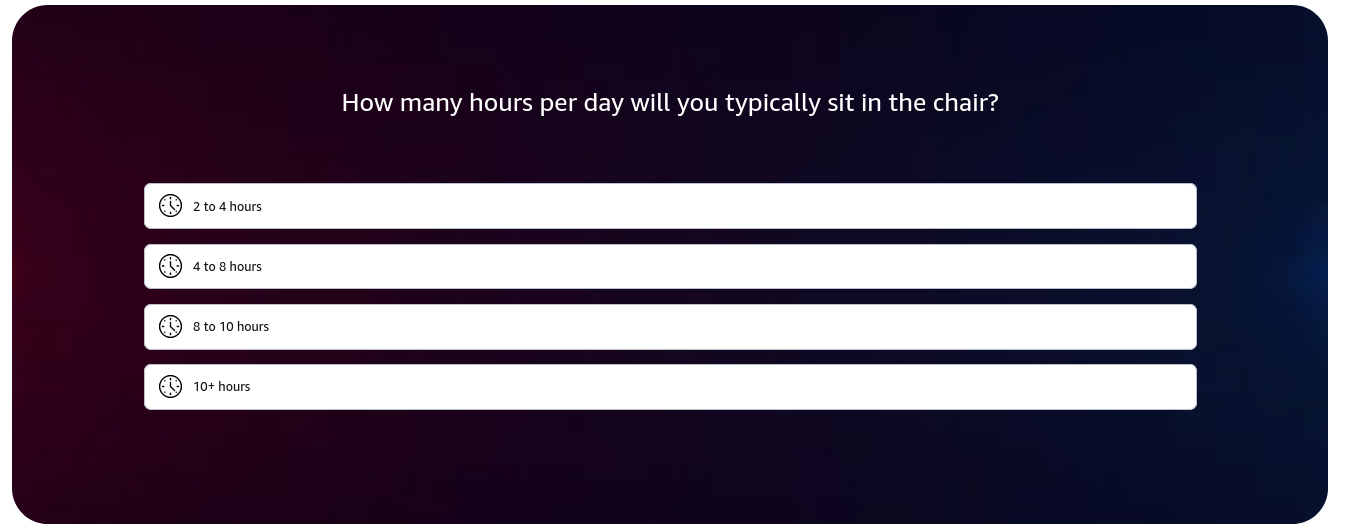 How many hours per day will you typically sit in the chair?
2 to 4 hours
4 to 8 hours
8 to 10 hours
10+ hours